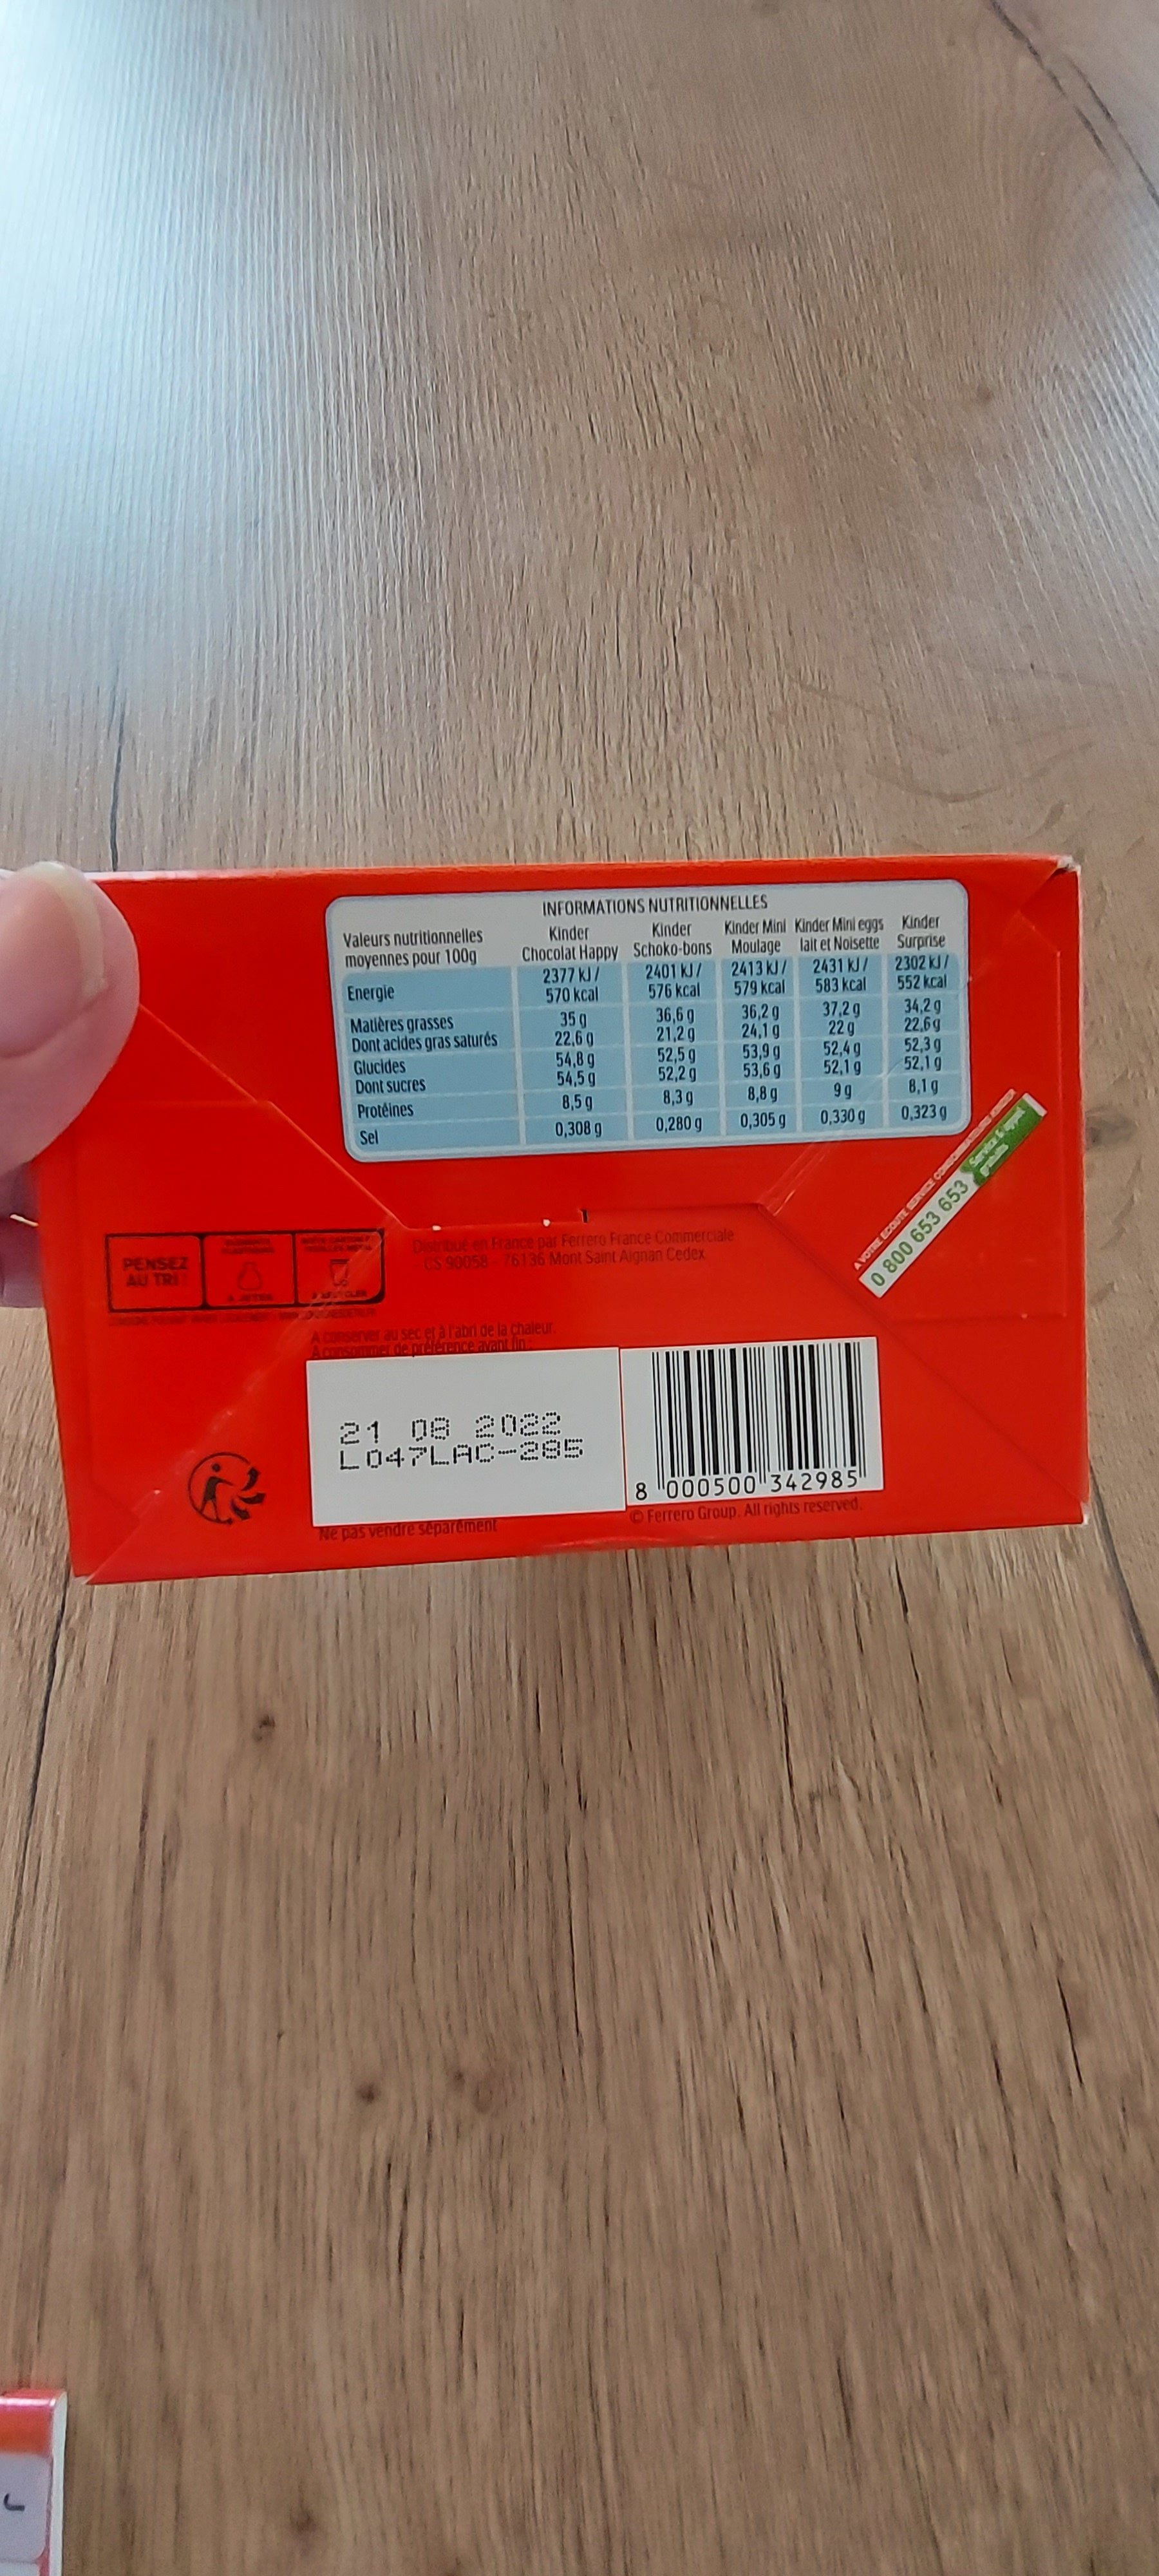 INFORMATIONS NUTRITIONNELLES
Valeurs nutritionnelles moyennes pour 100g
Kinder Chocolat Happy
Kinder Schoko-bons
Kinder Mini Moulage
Kinder Mini eggs lait et Noisette
Kinder Surprise
Energie 2377 kJ / 570 kcal 2401 kJ / 576 kcal 2413 kJ / 579 kcal 2431 kJ / 583 kcal 2302 kJ / 552 kcal
Matières grasses 35 g 36,6 g 36,2 g 37,2 g 34,2 g
Dont acides gras saturés 22,6 g 21,2 g 24,1 g 22 g 22,6 g
Glucides 54,8 g 52,5 g 53,9 g 52,4 g 52,3 g
Dont sucres 54,5 g 52,2 g 53,6 g 52,1 g 52,1 g
Protéines 8,5 g 8,3 g 8,8 g 9 g 8,1 g
Sel 0,308 g 0,280 g 0,305 g 0,330 g 0,323 g
A VOTRE ECOUTE SERVICE CONSOMMATEURS
0 800 653 653
Service & appel
gratuits
PENSEZ
AU TRI
Distribué en France par Ferrero France Commerciale
CS 90058 - 76136 Mont Saint Aignan Cedex
A conserver au sec et à l'abri de la chaleur.
A consommer de préférence avant fin :
21 08 2022
L047LAC-285
8 000500 342985
Ne pas vendre séparément
© Ferrero Group. All rights reserved.